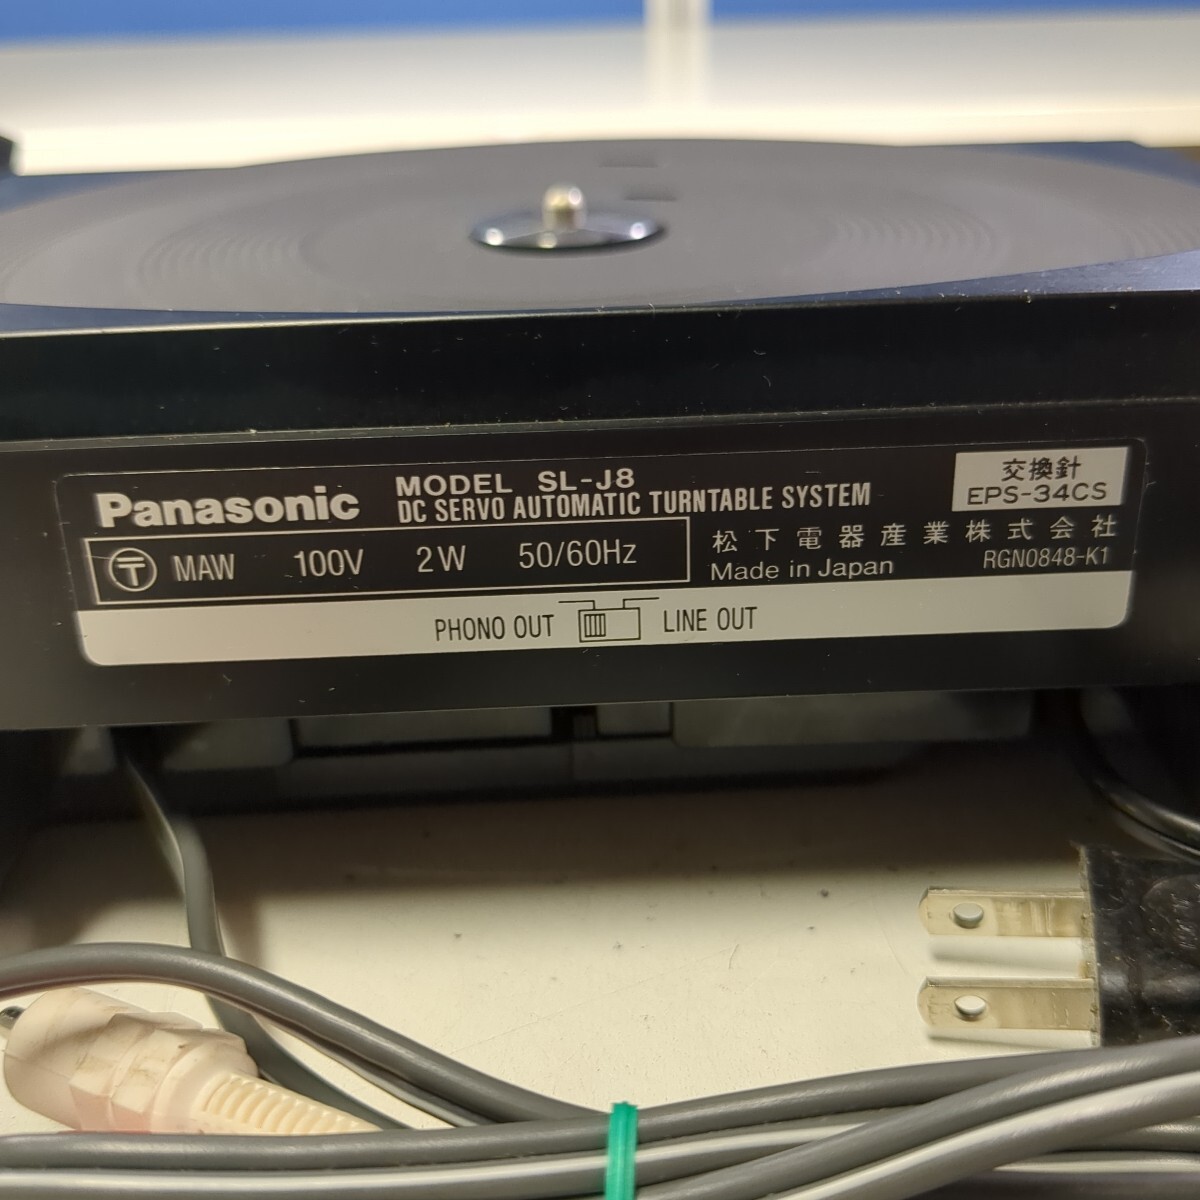 Panasonic
MODEL SL-J8
DC SERVO AUTOMATIC TURNTABLE SYSTEM
交換針
EPS-34CS
T MAW 100V 2W 50/60Hz
松下電器産業株式会社
Made in Japan RGN0848-K1
PHONO OUT LINE OUT